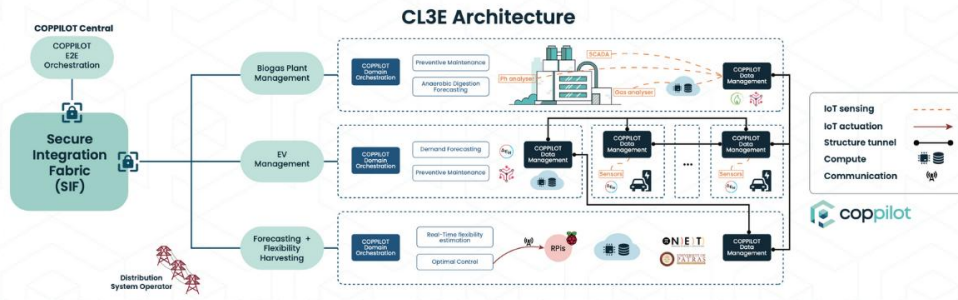 CL3E Architecture
COPPILOT Central
COPPILOT
E2E
Orchestration
Secure
Integration
Fabric
(SIF)
Distribution
System Operator
Biogas Plant
Management
COPPILOT
Domain
Orchestration
Preventive Maintenance
Anaerobic Digestion
Forecasting
Ph analyser
SCADA
Gas analyser
COPPILOT
Data
Management
EV
Management
COPPILOT
Domain
Orchestration
Demand Forecasting
Preventive Maintenance
COPPILOT
Data
Management
COPPILOT
Data
Management
Sensors
...
COPPILOT
Data
Management
Sensors
Forecasting +
Flexibility
Harvesting
COPPILOT
Domain
Orchestration
Real-Time flexibility
estimation
Optimal Control
RPis
COPPILOT
Data
Management
IoT sensing
IoT actuation
Structure tunnel
Compute
Communication
coppilot